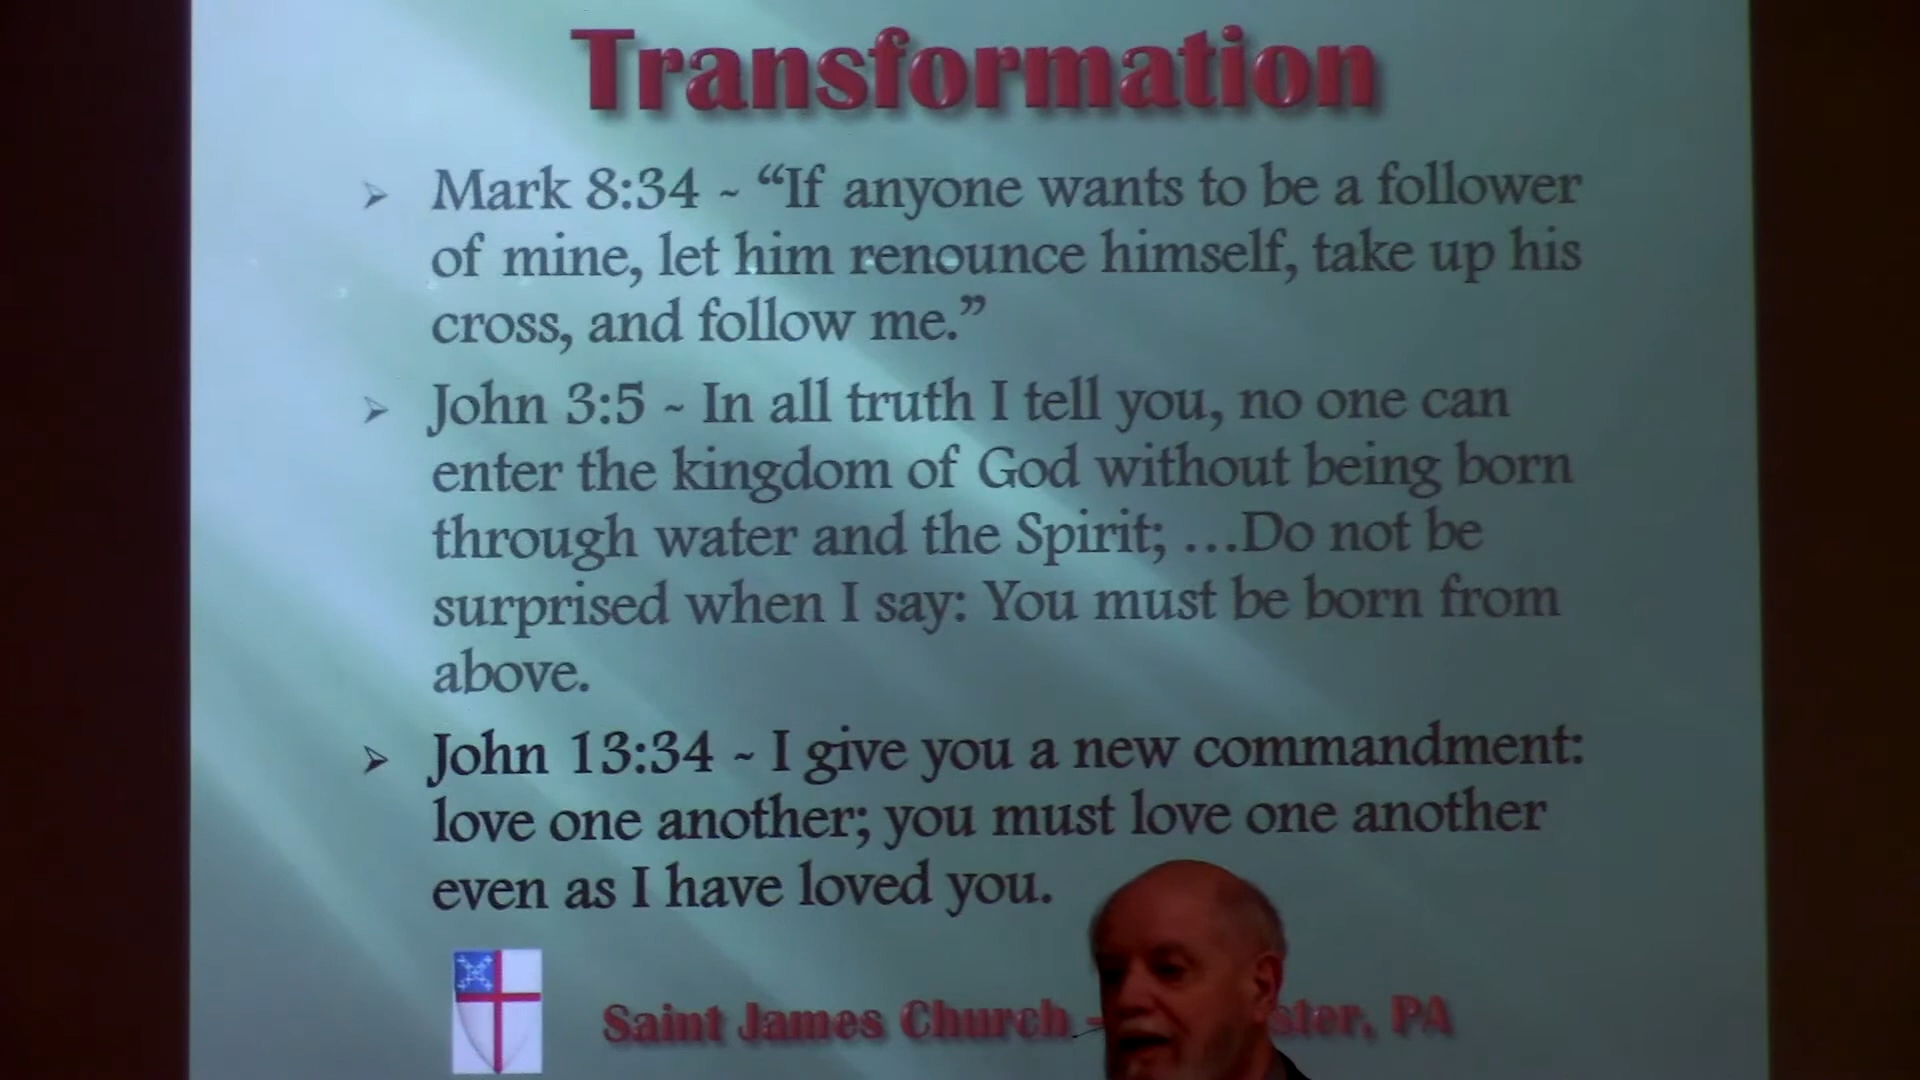 Transformation
Mark 8:34 ~ “If anyone wants to be a follower
of mine, let him renounce himself, take up his
cross, and follow me.”
John 3:5 ~ In all truth I tell you, no one can
enter the kingdom of God without being born
through water and the Spirit; …Do not be
surprised when I say: You must be born from
above.
John 13:34 ~ I give you a new commandment:
love one another; you must love one another
even as I have loved you.
Saint James Church - PA